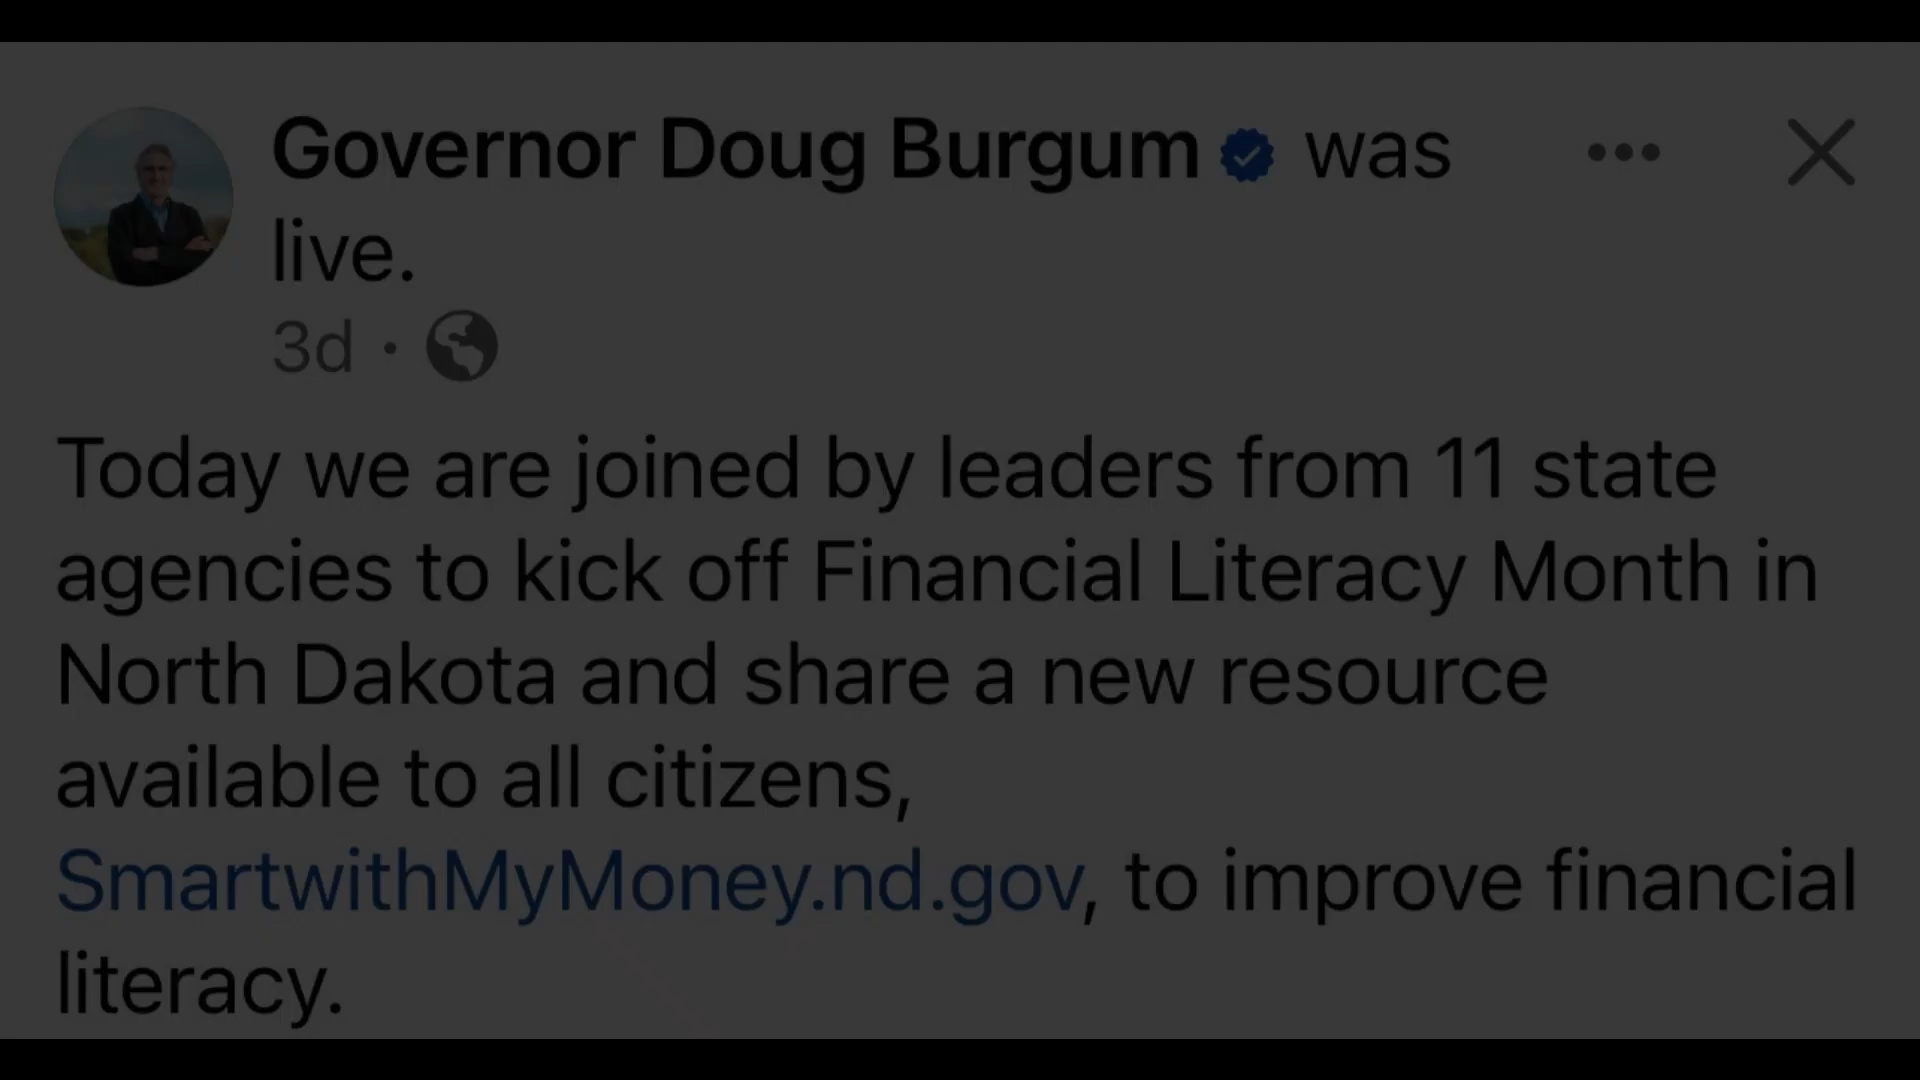 Governor Doug Burgum was
live.
3d ·
Today we are joined by leaders from 11 state
agencies to kick off Financial Literacy Month in
North Dakota and share a new resource
available to all citizens,
SmartwithMyMoney.nd.gov, to improve financial
literacy.